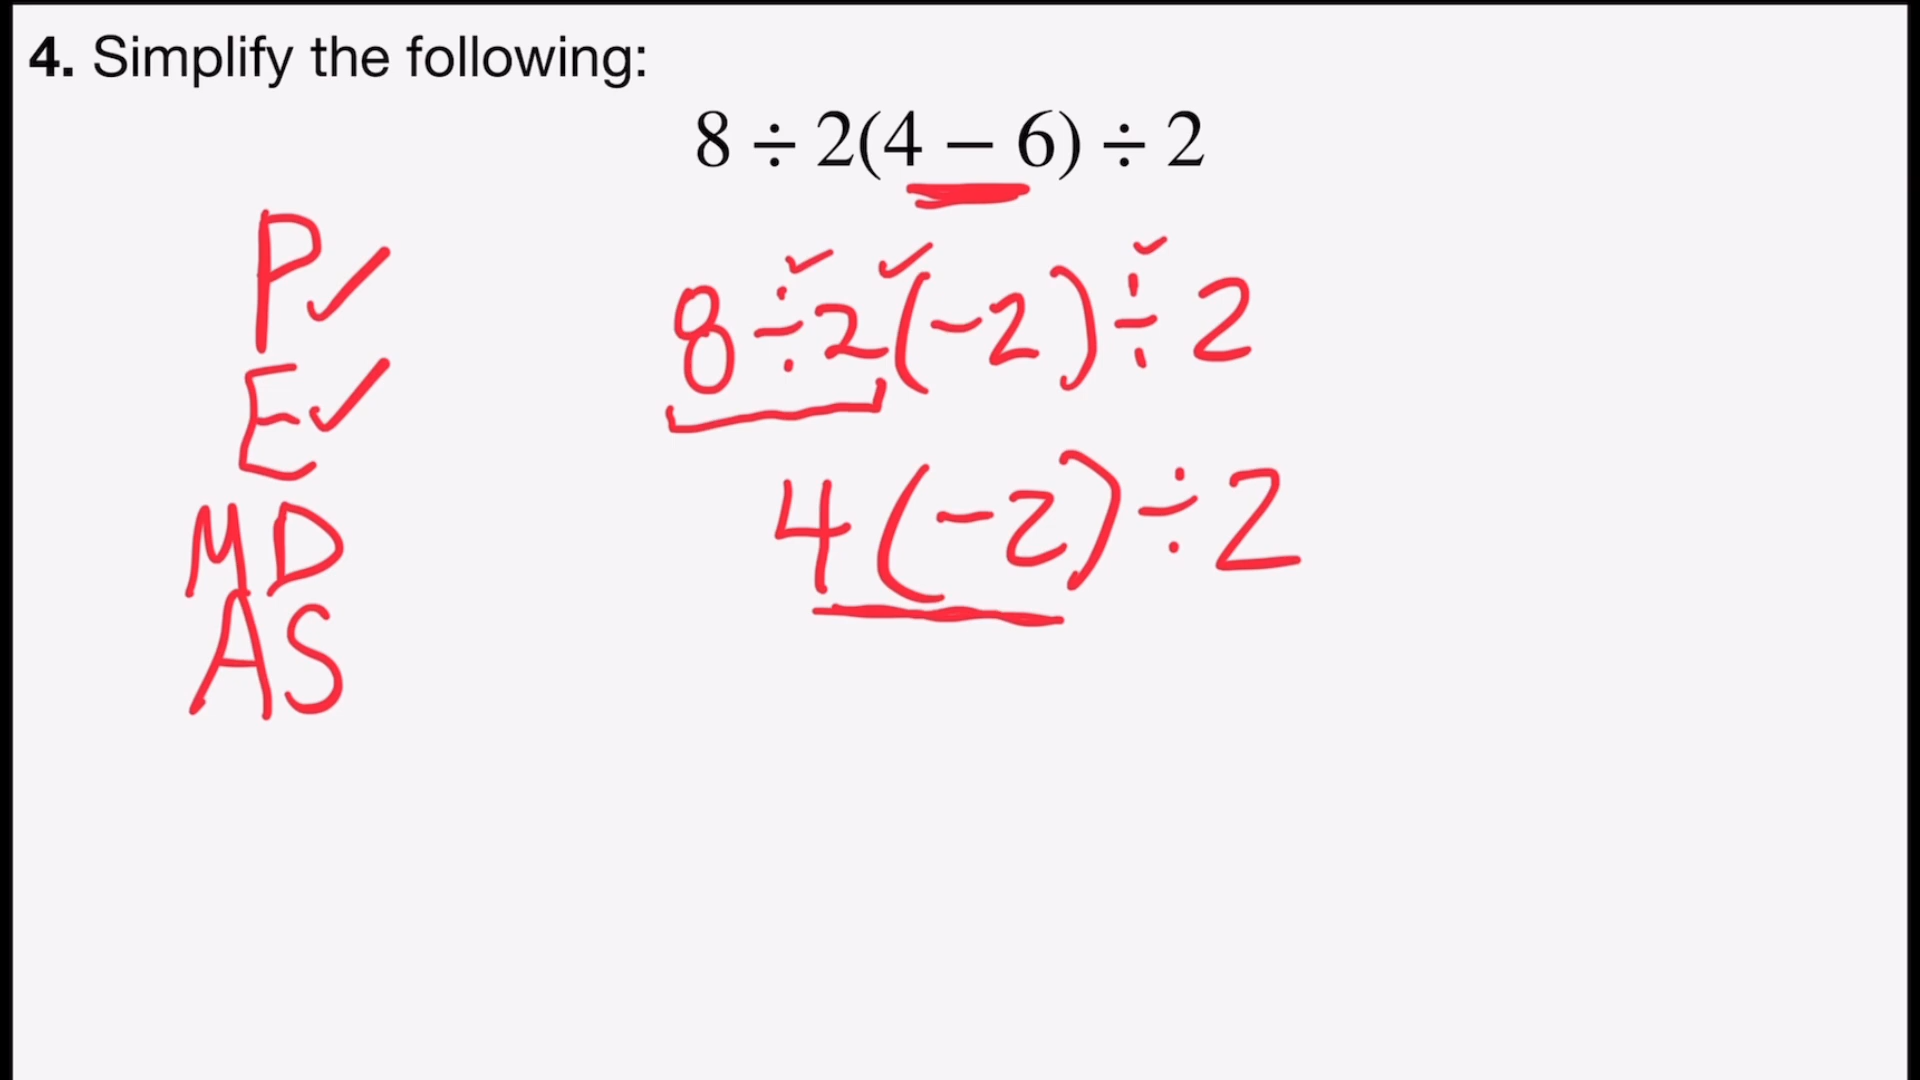 4. Simplify the following:
8 ÷ 2(4 − 6) ÷ 2
P✓
E✓
MD
AS
8÷2(-2)÷2
4(-2)÷2